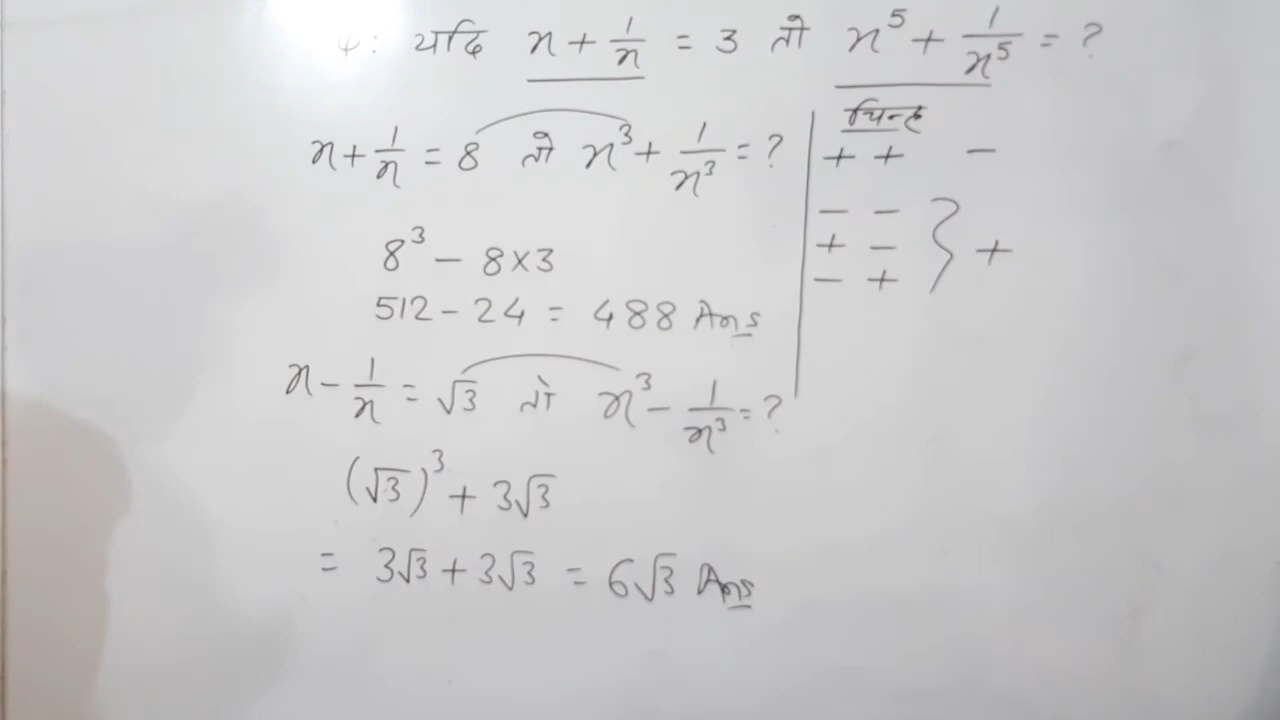 यदि x + 1/x = 3 तो x⁵ + 1/x⁵ = ?
x + 1/x = 8 तो x³ + 1/x³ = ?
8³ − 8×3
512 − 24 = 488 Ans
x − 1/x = √3 तो x³ − 1/x³ = ?
(√3)³ + 3√3
= 3√3 + 3√3 = 6√3 Ans
चिन्ह
+ + −
− −
+ − } +
− +